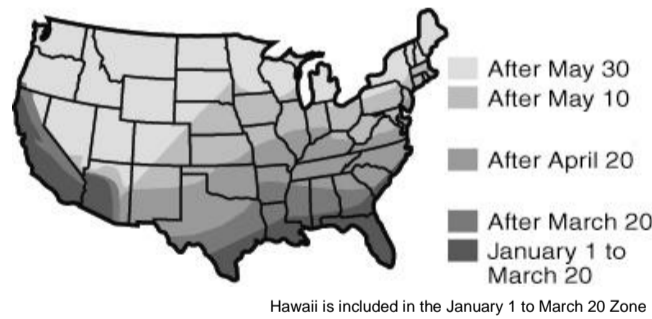 After May 30
After May 10
After April 20
After March 20
January 1 to
March 20
Hawaii is included in the January 1 to March 20 Zone